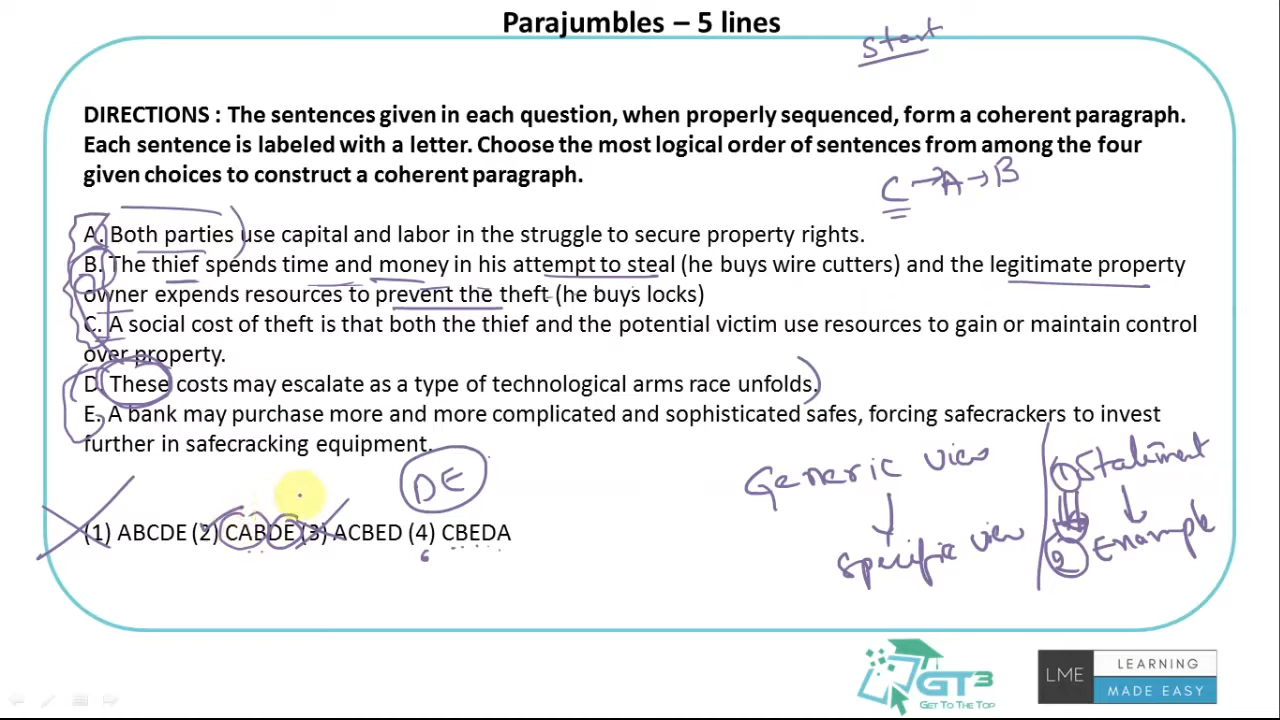 Parajumbles – 5 lines
Start
DIRECTIONS : The sentences given in each question, when properly sequenced, form a coherent paragraph.
Each sentence is labeled with a letter. Choose the most logical order of sentences from among the four
given choices to construct a coherent paragraph.
C → A → B
A. Both parties use capital and labor in the struggle to secure property rights.
B. The thief spends time and money in his attempt to steal (he buys wire cutters) and the legitimate property
owner expends resources to prevent the theft (he buys locks)
C. A social cost of theft is that both the thief and the potential victim use resources to gain or maintain control
over property.
D. These costs may escalate as a type of technological arms race unfolds.
E. A bank may purchase more and more complicated and sophisticated safes, forcing safecrackers to invest
further in safecracking equipment.
DE
Generic view
Specific view
1 Statement
2 Example
(1) ABCDE (2) CABDE (3) ACBED (4) CBEDA
GT3
GET TO THE TOP
LME
LEARNING
MADE EASY